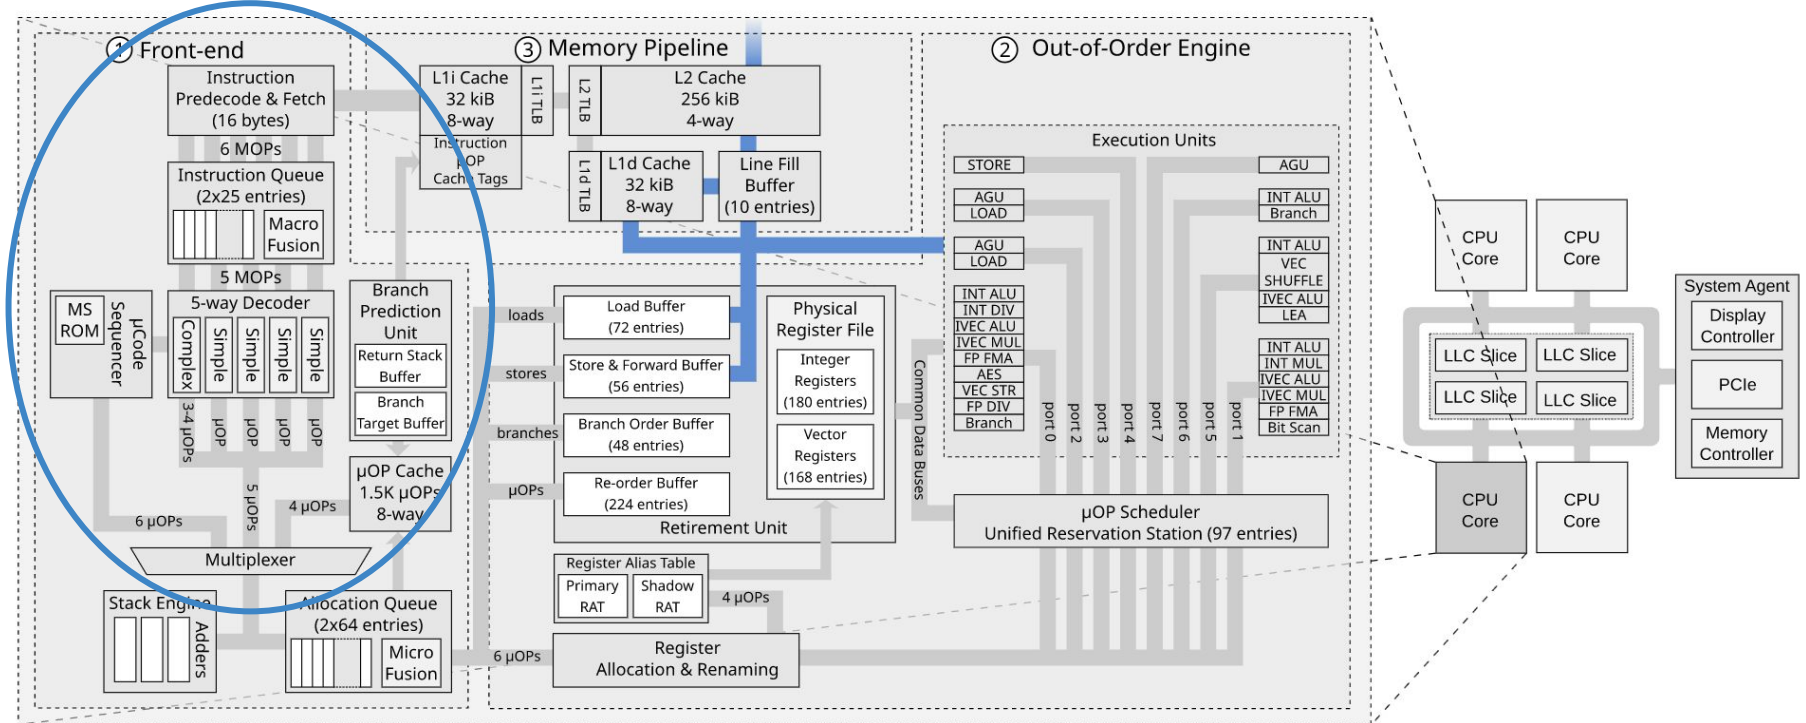 ① Front-end
Instruction
Predecode & Fetch
(16 bytes)
6 MOPs
Instruction Queue
(2x25 entries)
Macro
Fusion
5 MOPs
MS
ROM
µCode
Sequencer
5-way Decoder
Complex
Simple
Simple
Simple
Simple
3-4 µOPs
µOP
µOP
µOP
µOP
Branch
Prediction
Unit
Return Stack
Buffer
Branch
Target Buffer
µOP Cache
1.5K µOPs
8-way
6 µOPs
5 µOPs
4 µOPs
Multiplexer
Stack Engine
Adders
Allocation Queue
(2x64 entries)
Micro
Fusion
③ Memory Pipeline
L1i Cache
32 kiB
8-way
L1i TLB
Instruction
µOP
Cache Tags
L2 TLB
L2 Cache
256 kiB
4-way
L1d TLB
L1d Cache
32 kiB
8-way
Line Fill
Buffer
(10 entries)
② Out-of-Order Engine
loads
stores
branches
µOPs
Load Buffer
(72 entries)
Store & Forward Buffer
(56 entries)
Branch Order Buffer
(48 entries)
Re-order Buffer
(224 entries)
Physical
Register File
Integer
Registers
(180 entries)
Vector
Registers
(168 entries)
Retirement Unit
Register Alias Table
Primary
RAT
Shadow
RAT
4 µOPs
6 µOPs
Register
Allocation & Renaming
Common Data Buses
Execution Units
STORE
AGU
LOAD
AGU
LOAD
INT ALU
INT DIV
IVEC ALU
IVEC MUL
FP FMA
AES
VEC STR
FP DIV
Branch
port 0
port 2
port 3
port 4
port 7
port 6
port 5
port 1
AGU
INT ALU
Branch
INT ALU
VEC
SHUFFLE
IVEC ALU
LEA
INT ALU
INT MUL
IVEC ALU
IVEC MUL
FP FMA
Bit Scan
µOP Scheduler
Unified Reservation Station (97 entries)
CPU
Core
CPU
Core
LLC Slice
LLC Slice
LLC Slice
LLC Slice
CPU
Core
CPU
Core
System Agent
Display
Controller
PCIe
Memory
Controller